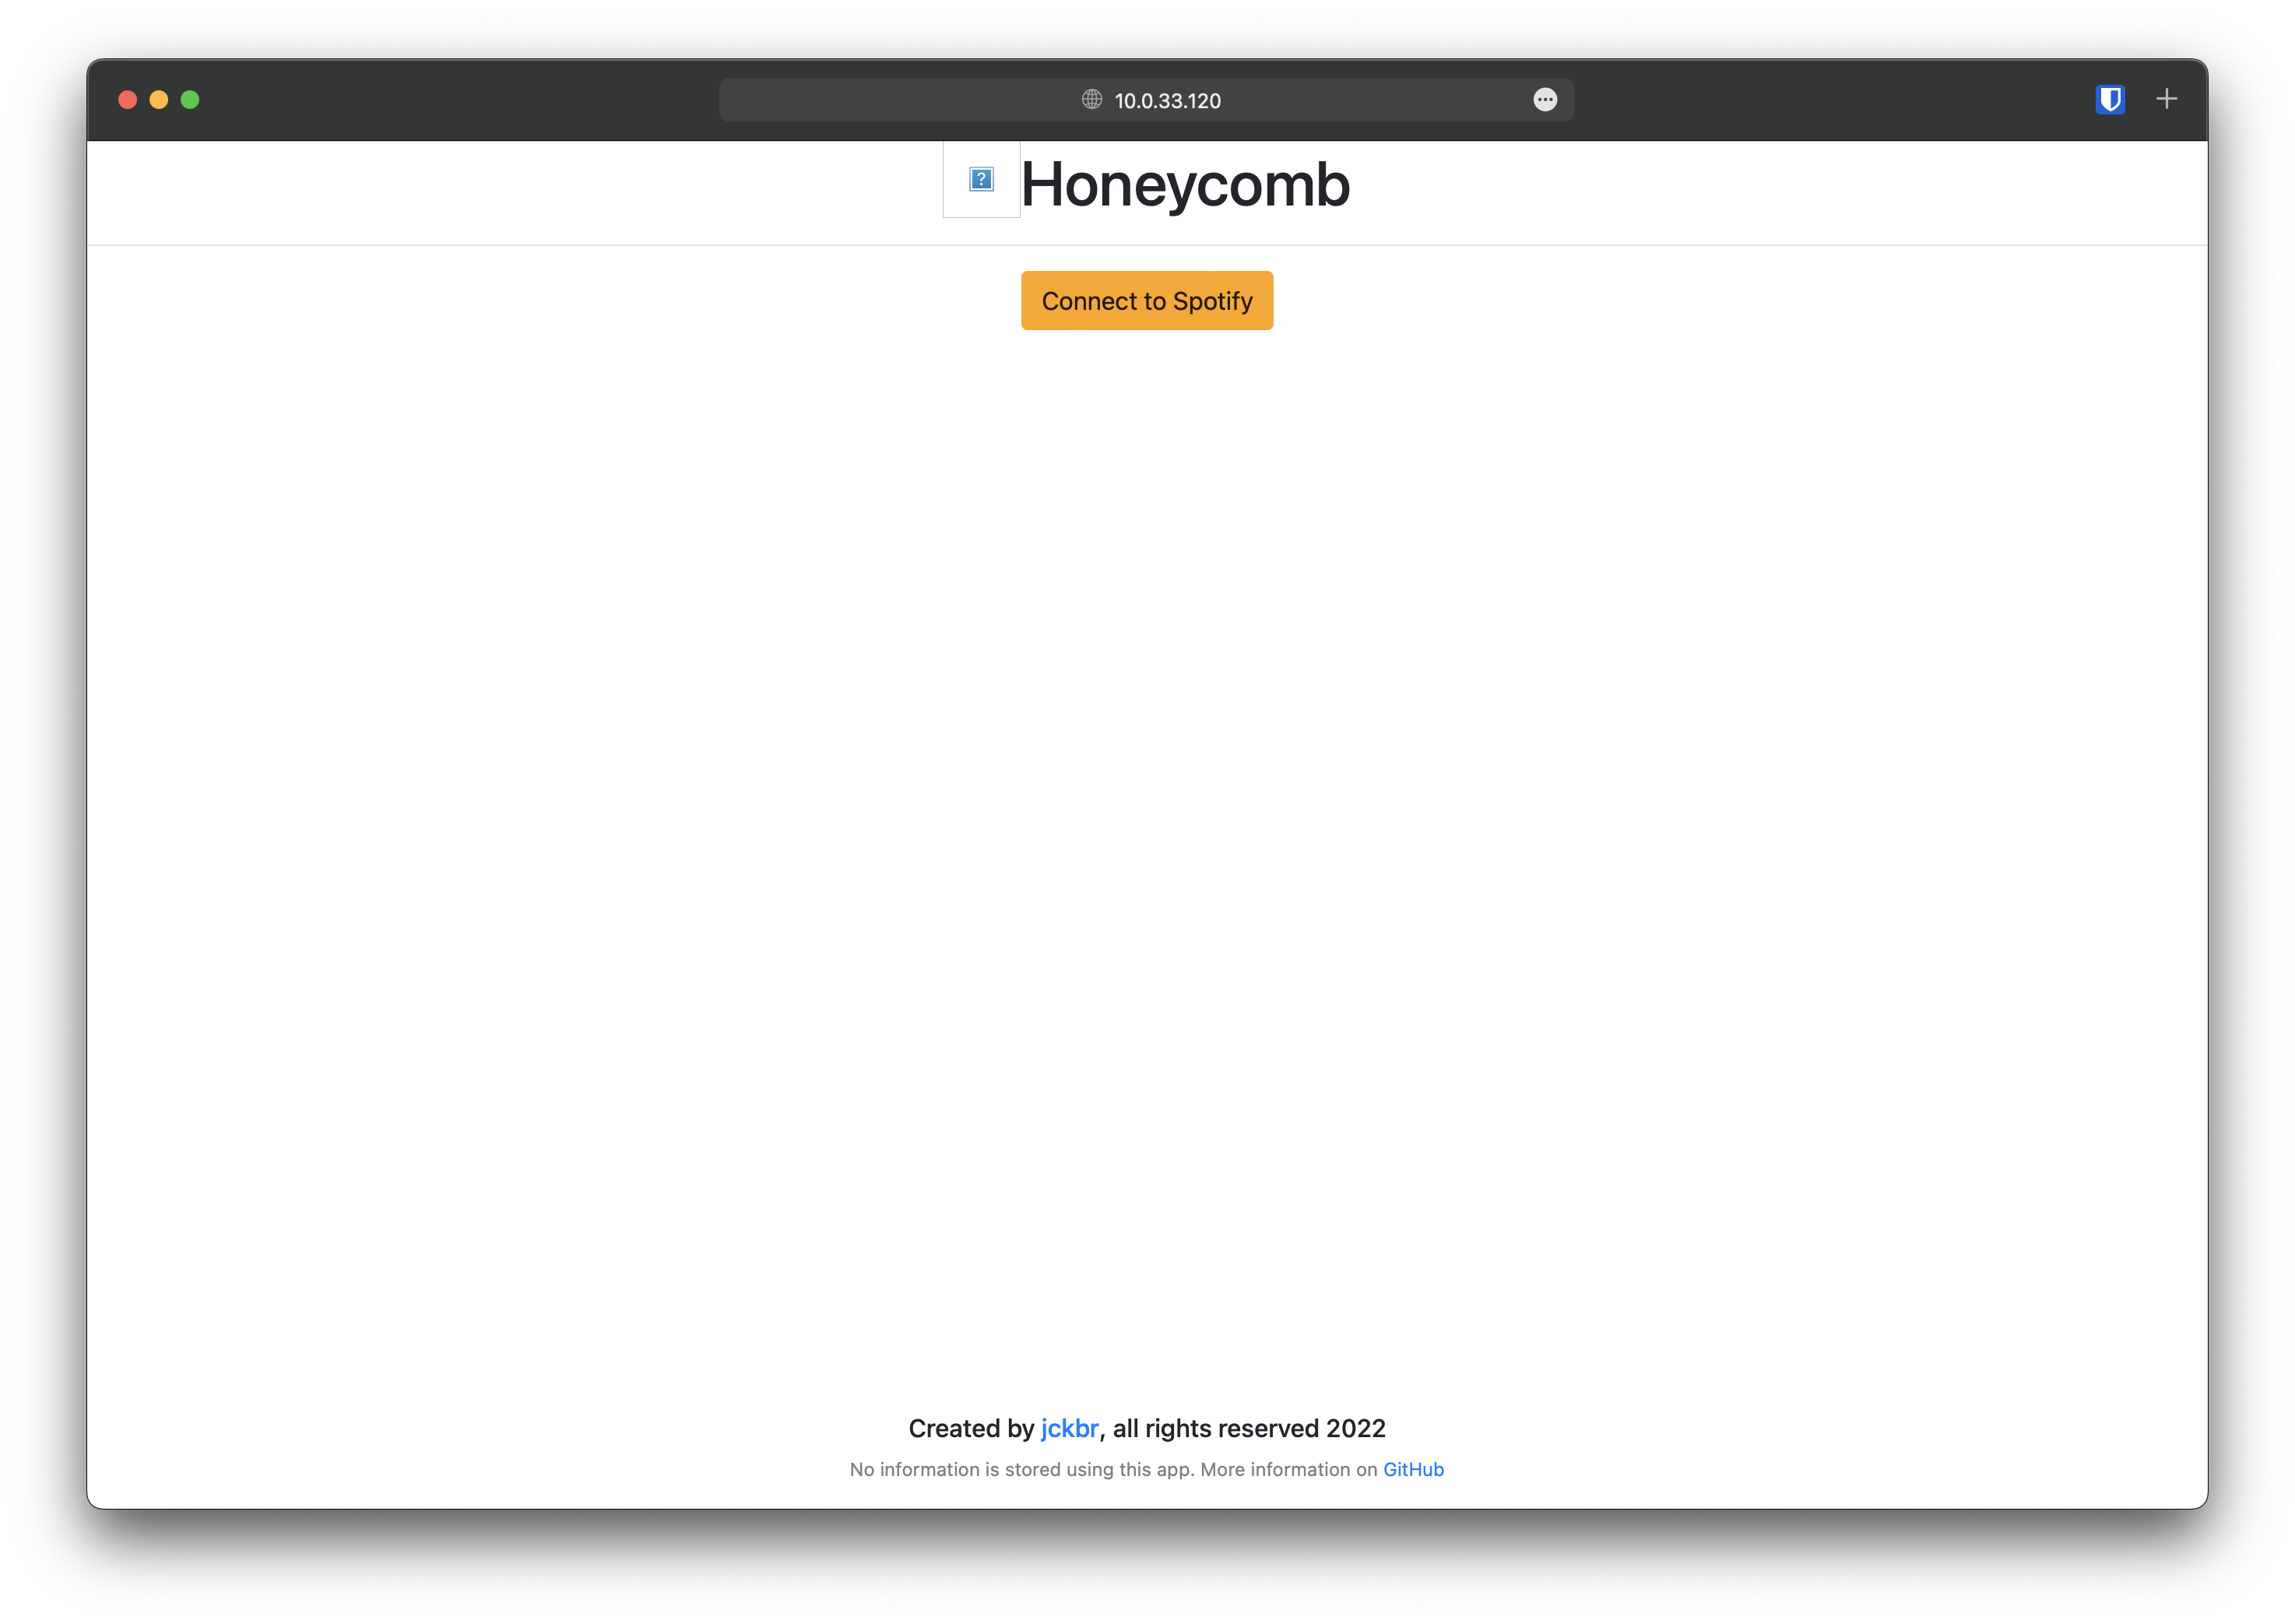 10.0.33.120
?
Honeycomb
Connect to Spotify
Created by jckbr, all rights reserved 2022
No information is stored using this app. More information on GitHub